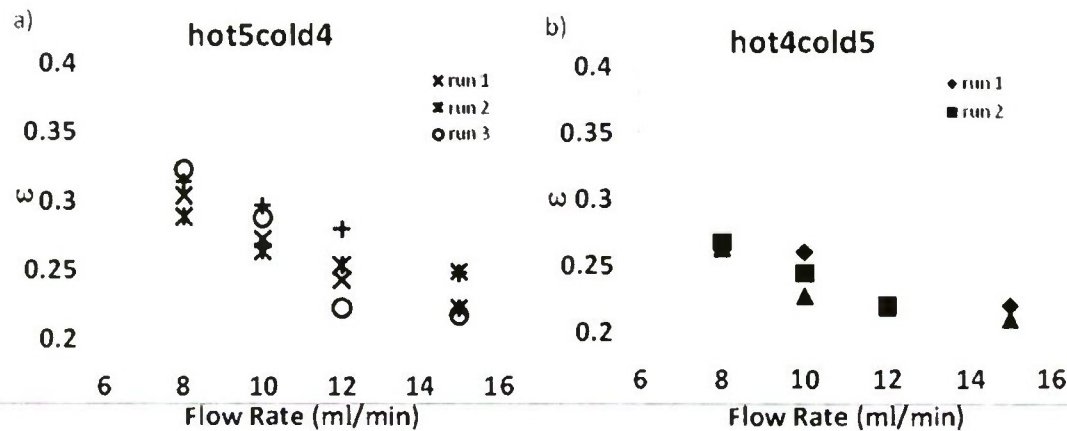 a)
hot5cold4
0.4
0.35
ω 0.3
0.25
0.2
6 8 10 12 14 16
Flow Rate (ml/min)
run 1
run 2
run 3
b)
hot4cold5
0.4
0.35
ω 0.3
0.25
0.2
6 8 10 12 14 16
Flow Rate (ml/min)
run 1
run 2